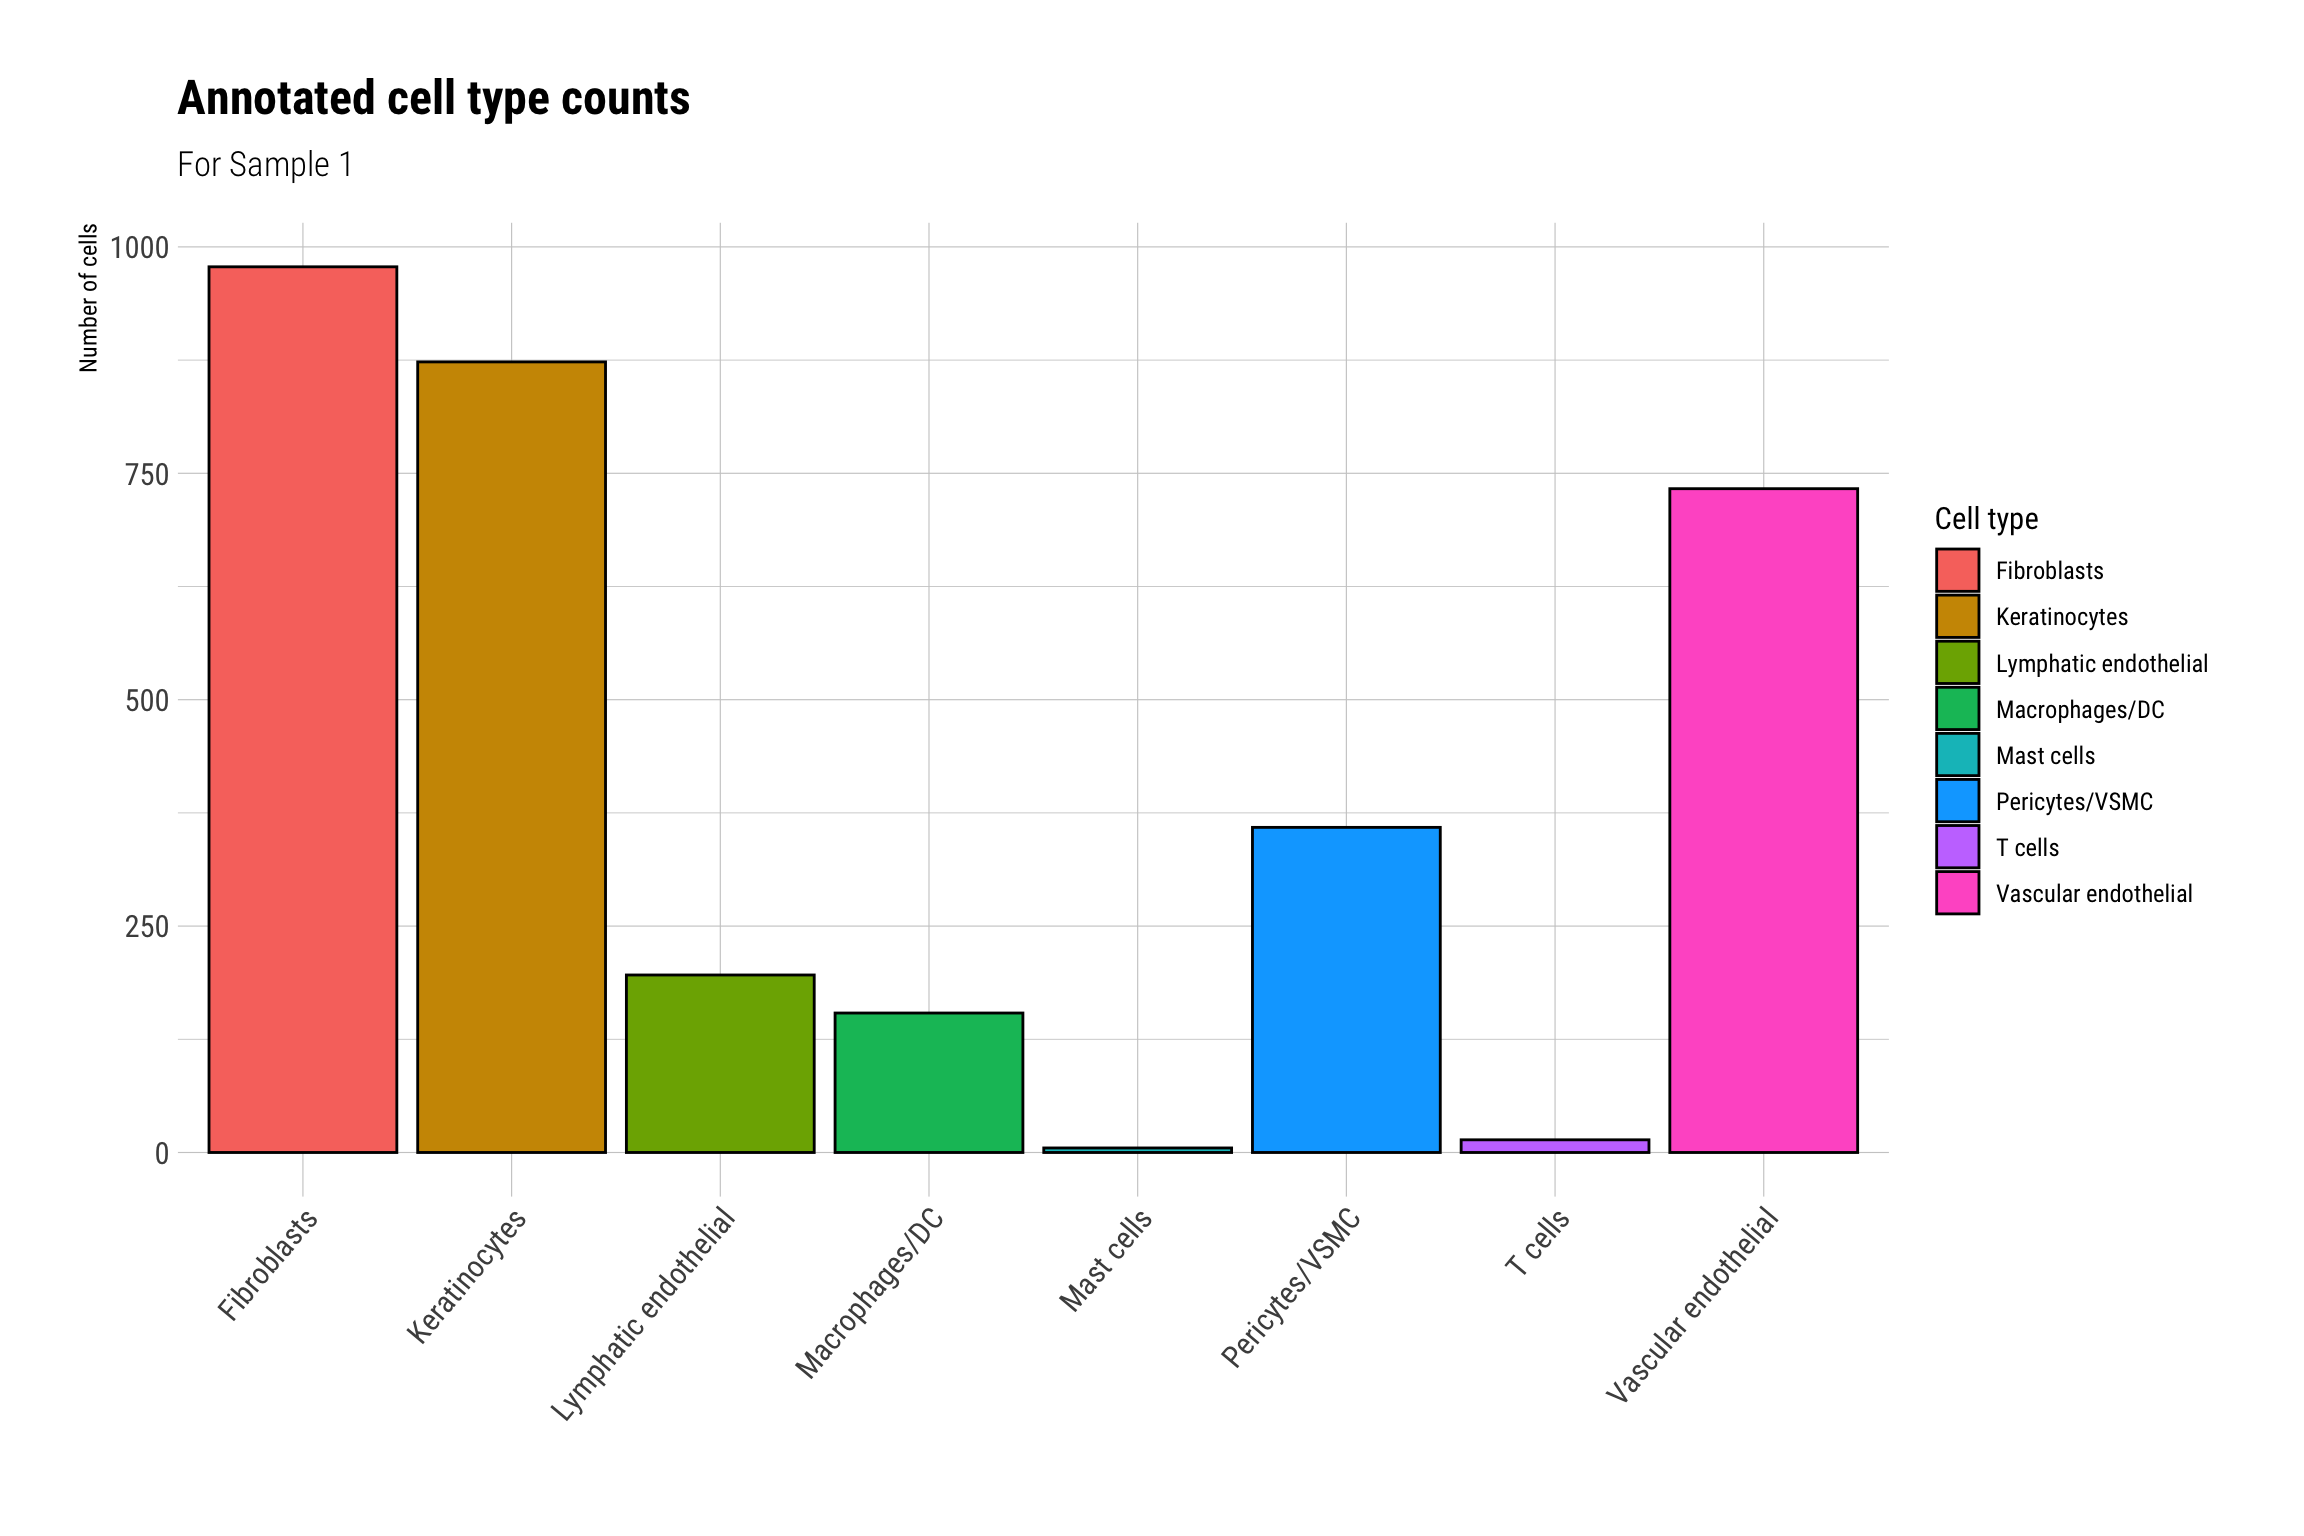 Annotated cell type counts
For Sample 1
Number of cells
1000
750
500
250
0
Fibroblasts
Keratinocytes
Lymphatic endothelial
Macrophages/DC
Mast cells
Pericytes/VSMC
T cells
Vascular endothelial
Cell type
Fibroblasts
Keratinocytes
Lymphatic endothelial
Macrophages/DC
Mast cells
Pericytes/VSMC
T cells
Vascular endothelial